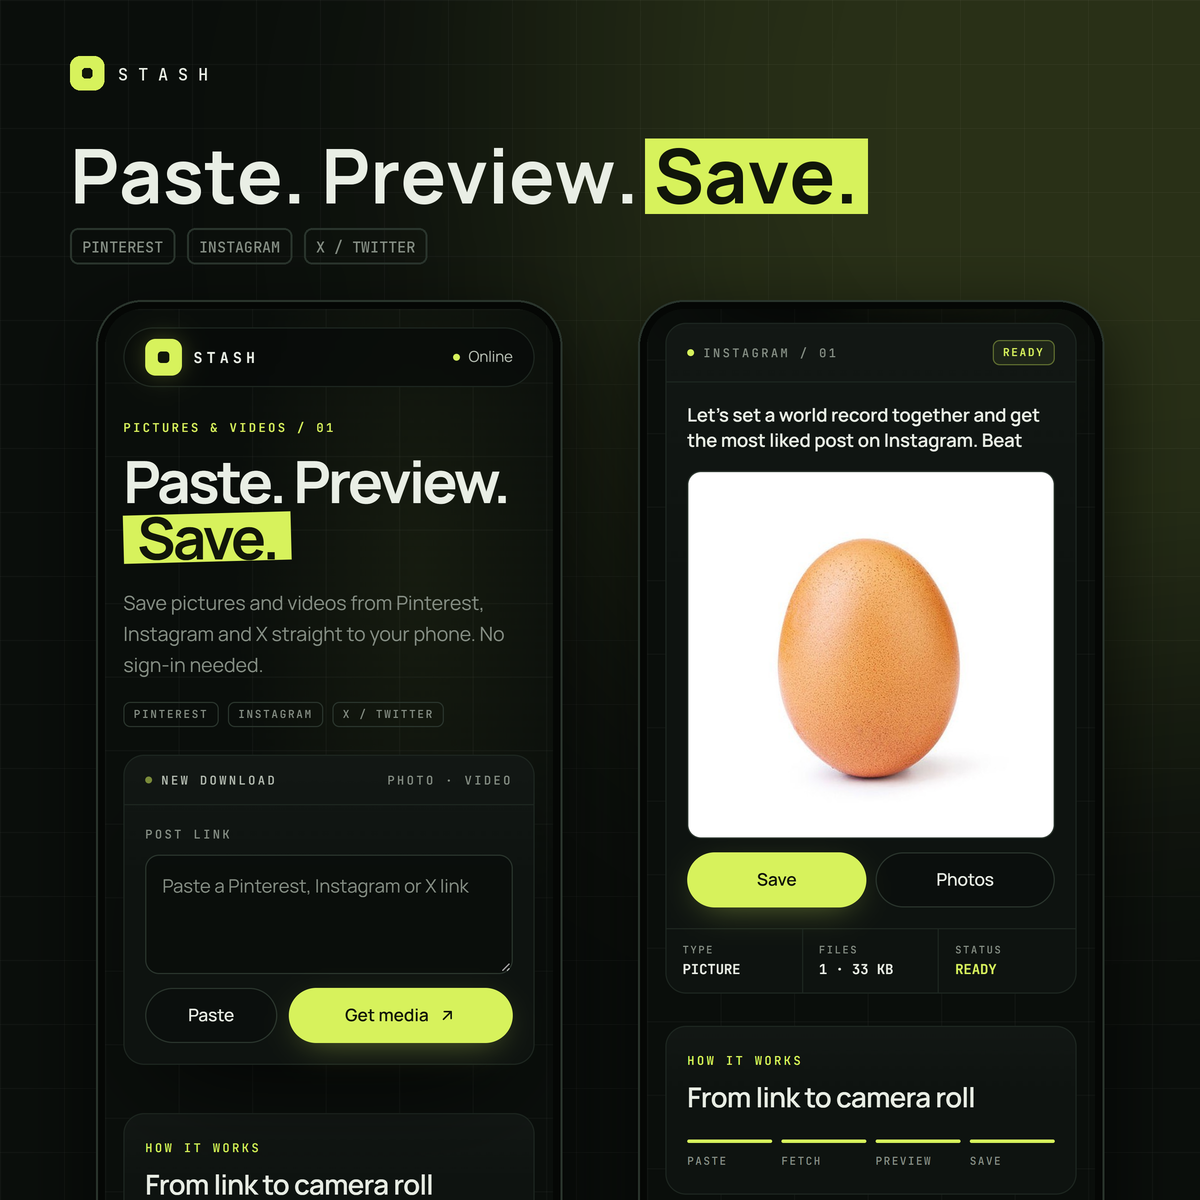 STASH
Paste. Preview. Save.
PINTEREST INSTAGRAM X / TWITTER
STASH Online
PICTURES & VIDEOS / 01
Paste. Preview.
Save.
Save pictures and videos from Pinterest,
Instagram and X straight to your phone. No
sign-in needed.
PINTEREST INSTAGRAM X / TWITTER
NEW DOWNLOAD PHOTO · VIDEO
POST LINK
Paste a Pinterest, Instagram or X link
Paste Get media ↗
HOW IT WORKS
From link to camera roll
INSTAGRAM / 01 READY
Let's set a world record together and get
the most liked post on Instagram. Beat
Save Photos
TYPE FILES STATUS
PICTURE 1 · 33 KB READY
HOW IT WORKS
From link to camera roll
PASTE FETCH PREVIEW SAVE